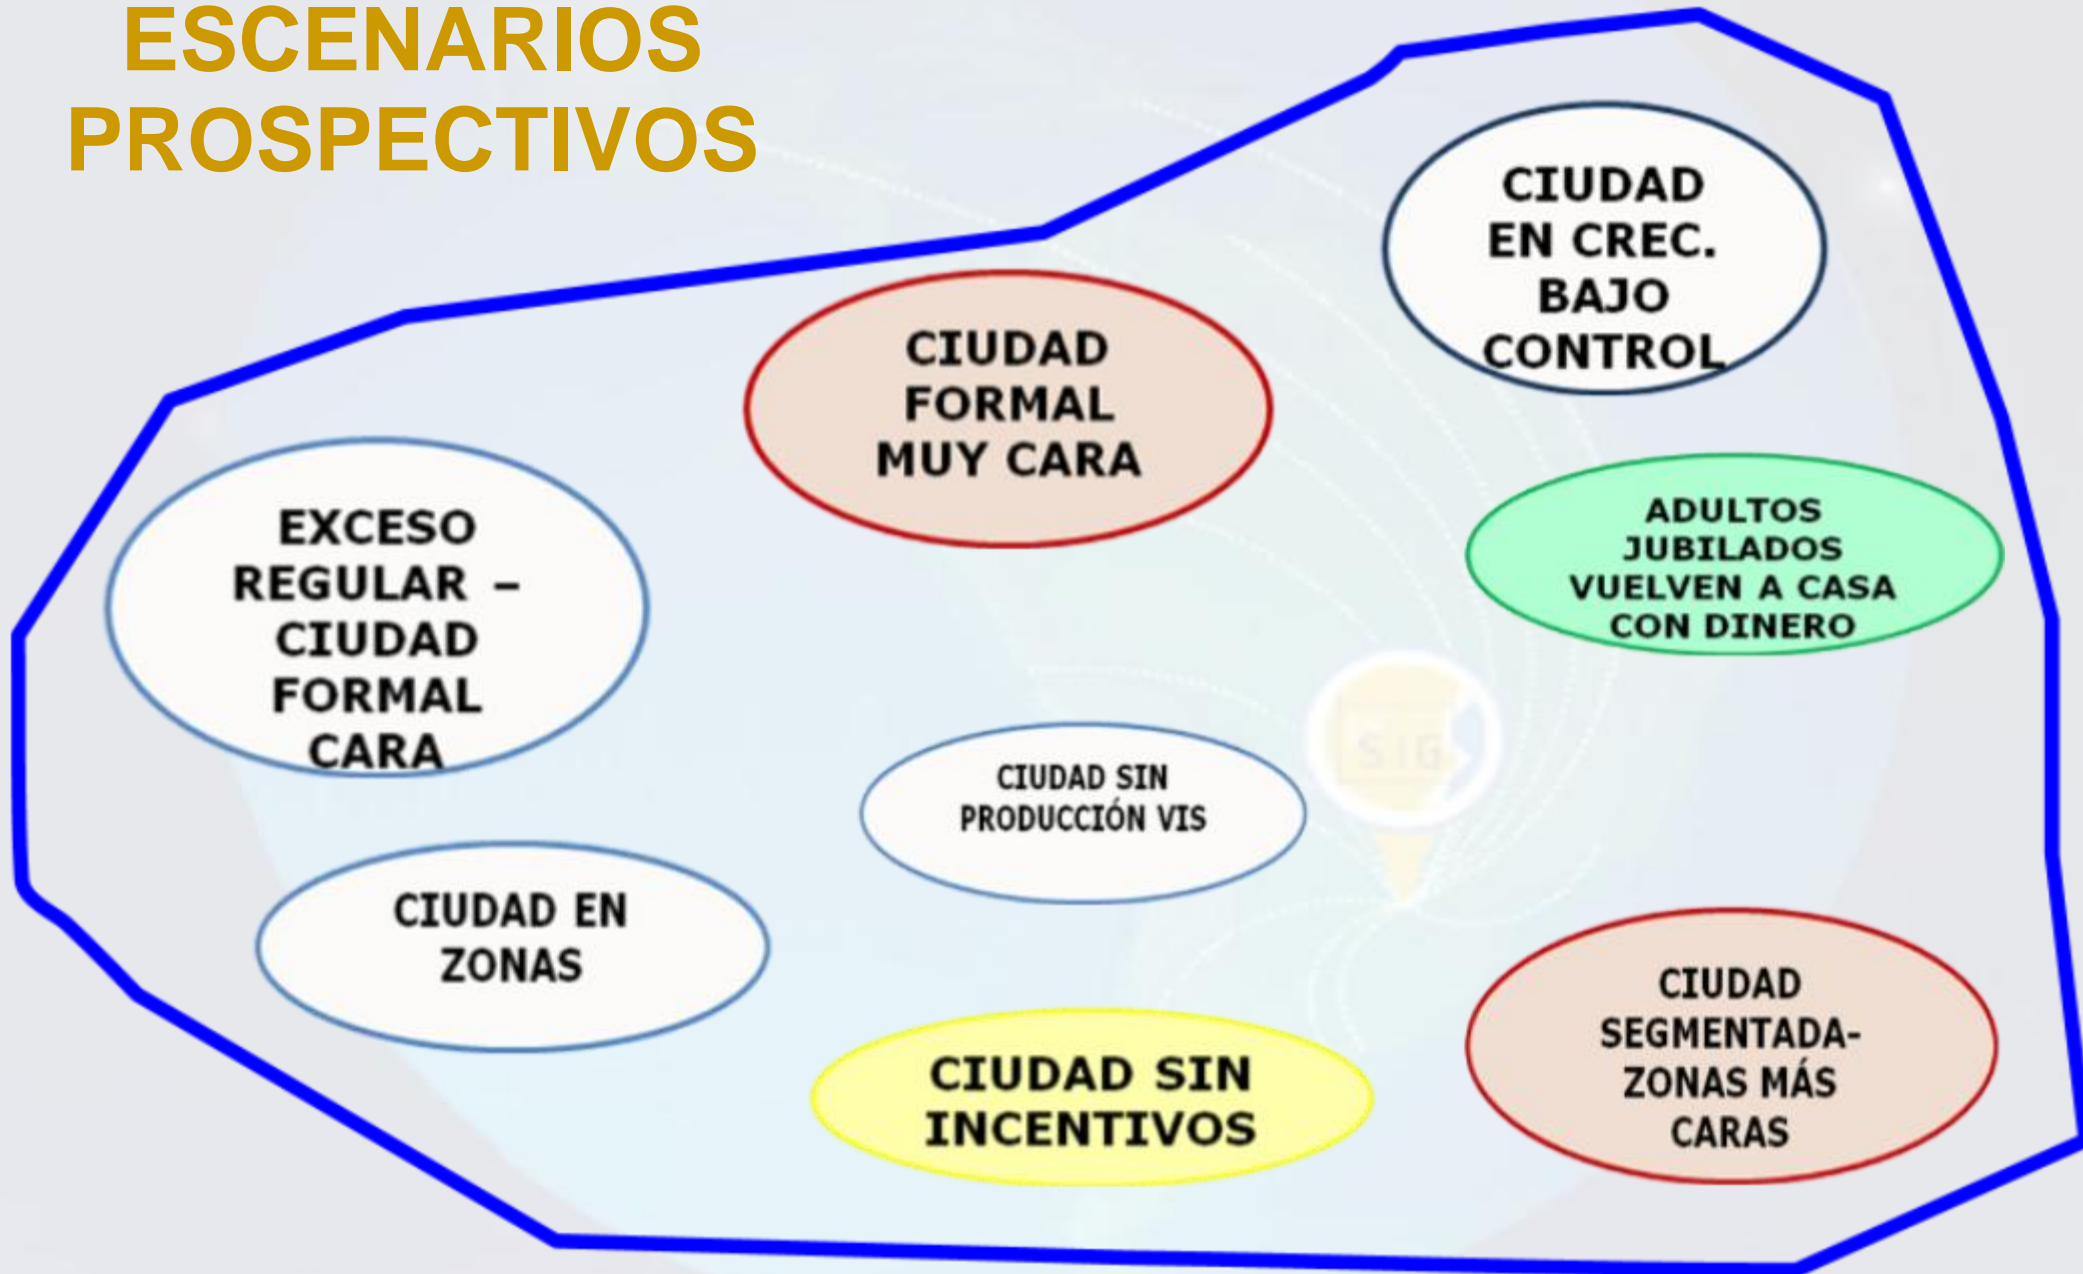 ESCENARIOS
PROSPECTIVOS
CIUDAD
EN CREC.
BAJO
CONTROL
CIUDAD
FORMAL
MUY CARA
EXCESO
REGULAR –
CIUDAD
FORMAL
CARA
ADULTOS
JUBILADOS
VUELVEN A CASA
CON DINERO
SIG
CIUDAD SIN
PRODUCCIÓN VIS
CIUDAD EN
ZONAS
CIUDAD SIN
INCENTIVOS
CIUDAD
SEGMENTADA-
ZONAS MÁS
CARAS